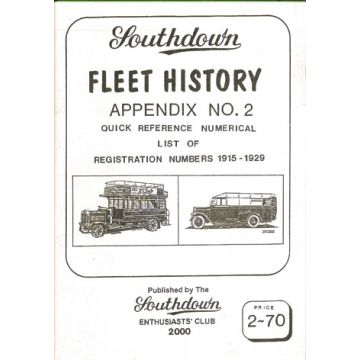 Southdown
FLEET HISTORY
APPENDIX NO. 2
QUICK REFERENCE NUMERICAL
LIST OF
REGISTRATION NUMBERS 1915 - 1929
Published by The
Southdown
ENTHUSIASTS' CLUB
2000
PRICE
2-70